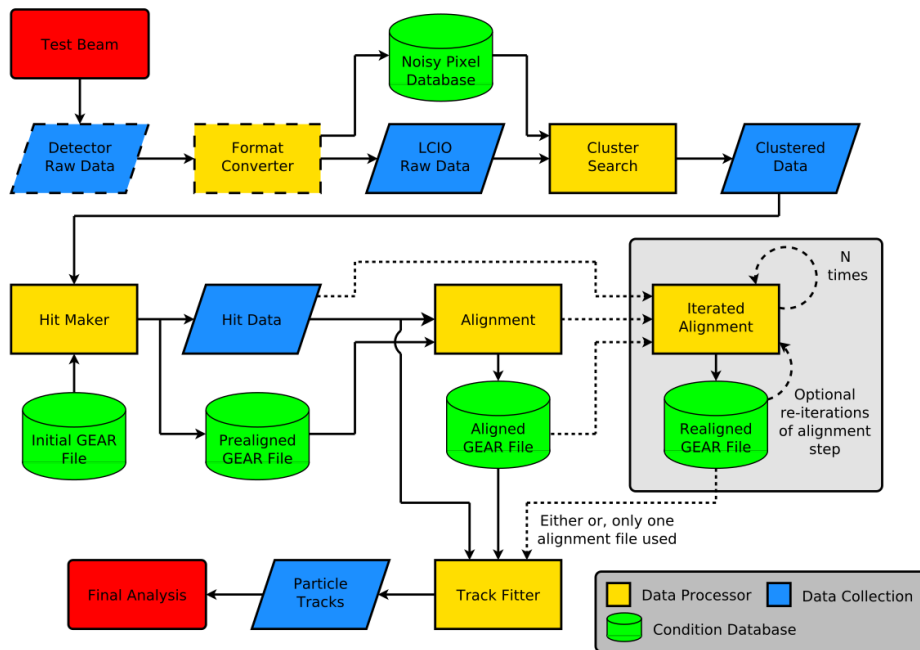 Test Beam
Noisy Pixel
Database
Detector
Raw Data
Format
Converter
LCIO
Raw Data
Cluster
Search
Clustered
Data
N
times
Hit Maker
Hit Data
Alignment
Iterated
Alignment
Initial GEAR
File
Prealigned
GEAR File
Aligned
GEAR File
Realigned
GEAR File
Optional
re-iterations
of alignment
step
Either or, only one
alignment file used
Final Analysis
Particle
Tracks
Track Fitter
Data Processor
Data Collection
Condition Database